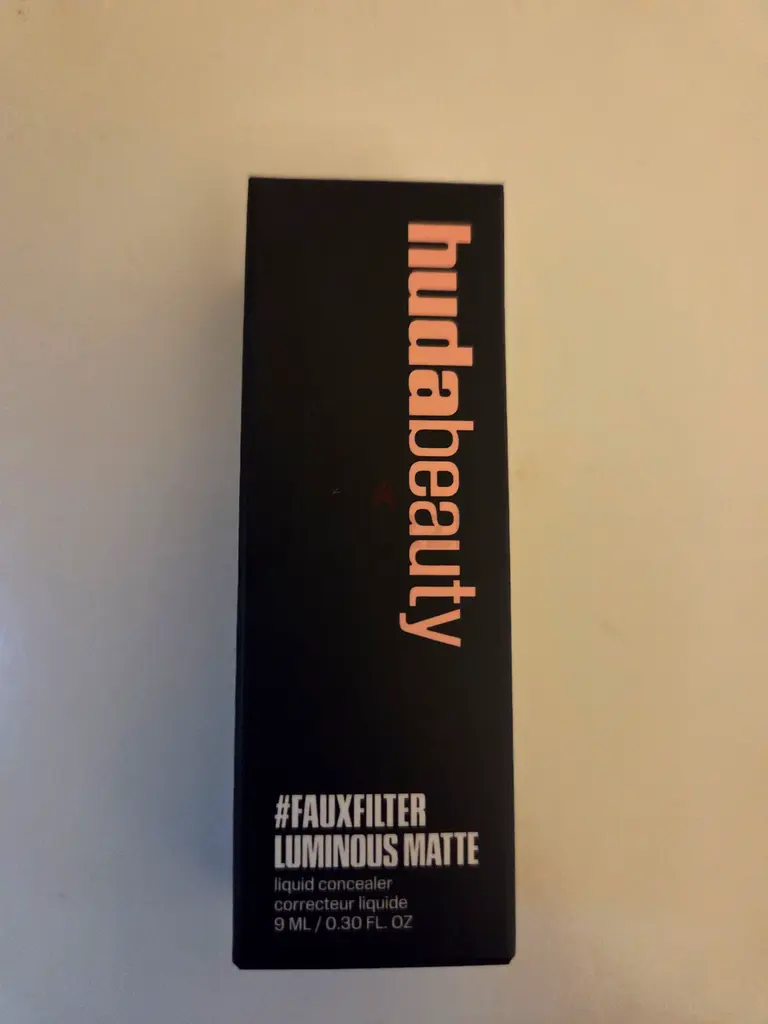 hudabeauty
#FAUXFILTER
LUMINOUS MATTE
liquid concealer
correcteur liquide
9 ML / 0.30 FL. OZ